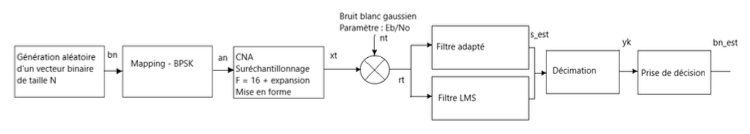 Bruit blanc gaussien
Paramètre : Eb/No
nt
Génération aléatoire
d'un vecteur binaire
de taille N
bn
Mapping - BPSK
an
CNA
Suréchantillonnage
F = 16 + expansion
Mise en forme
xt
rt
Filtre adapté
Filtre LMS
s_est
Décimation
yk
Prise de décision
bn_est